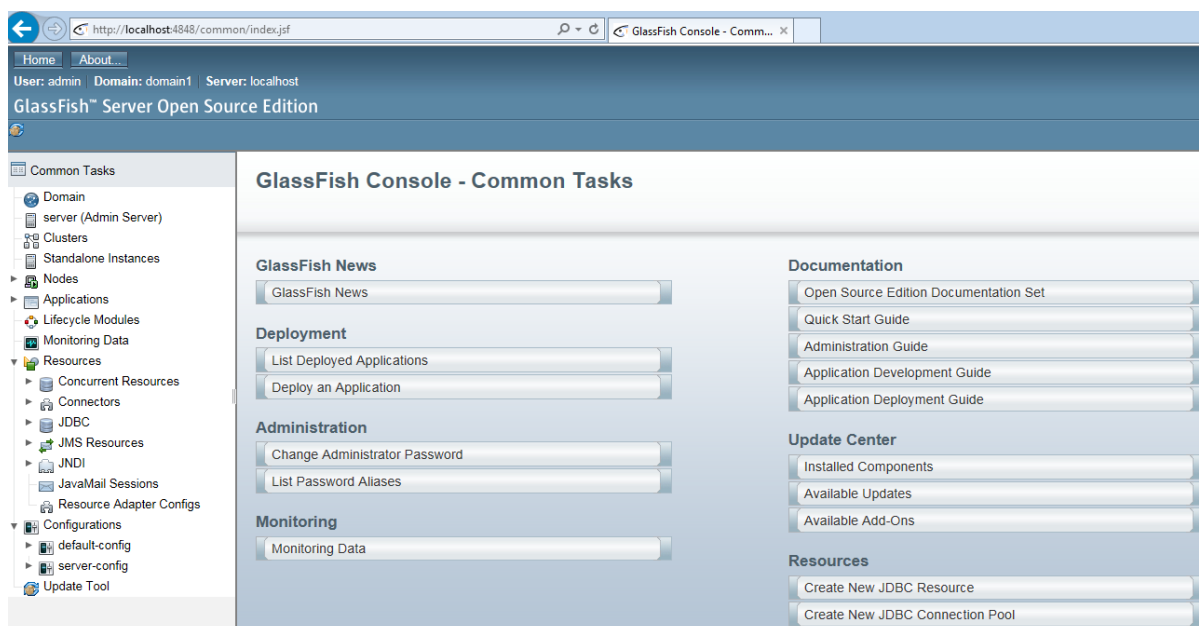 http://localhost:4848/common/index.jsf
GlassFish Console - Comm...
Home About...
User: admin Domain: domain1 Server: localhost
GlassFish™ Server Open Source Edition
Common Tasks
Domain
server (Admin Server)
Clusters
Standalone Instances
Nodes
Applications
Lifecycle Modules
Monitoring Data
Resources
Concurrent Resources
Connectors
JDBC
JMS Resources
JNDI
JavaMail Sessions
Resource Adapter Configs
Configurations
default-config
server-config
Update Tool
GlassFish Console - Common Tasks
GlassFish News
GlassFish News
Deployment
List Deployed Applications
Deploy an Application
Administration
Change Administrator Password
List Password Aliases
Monitoring
Monitoring Data
Documentation
Open Source Edition Documentation Set
Quick Start Guide
Administration Guide
Application Development Guide
Application Deployment Guide
Update Center
Installed Components
Available Updates
Available Add-Ons
Resources
Create New JDBC Resource
Create New JDBC Connection Pool